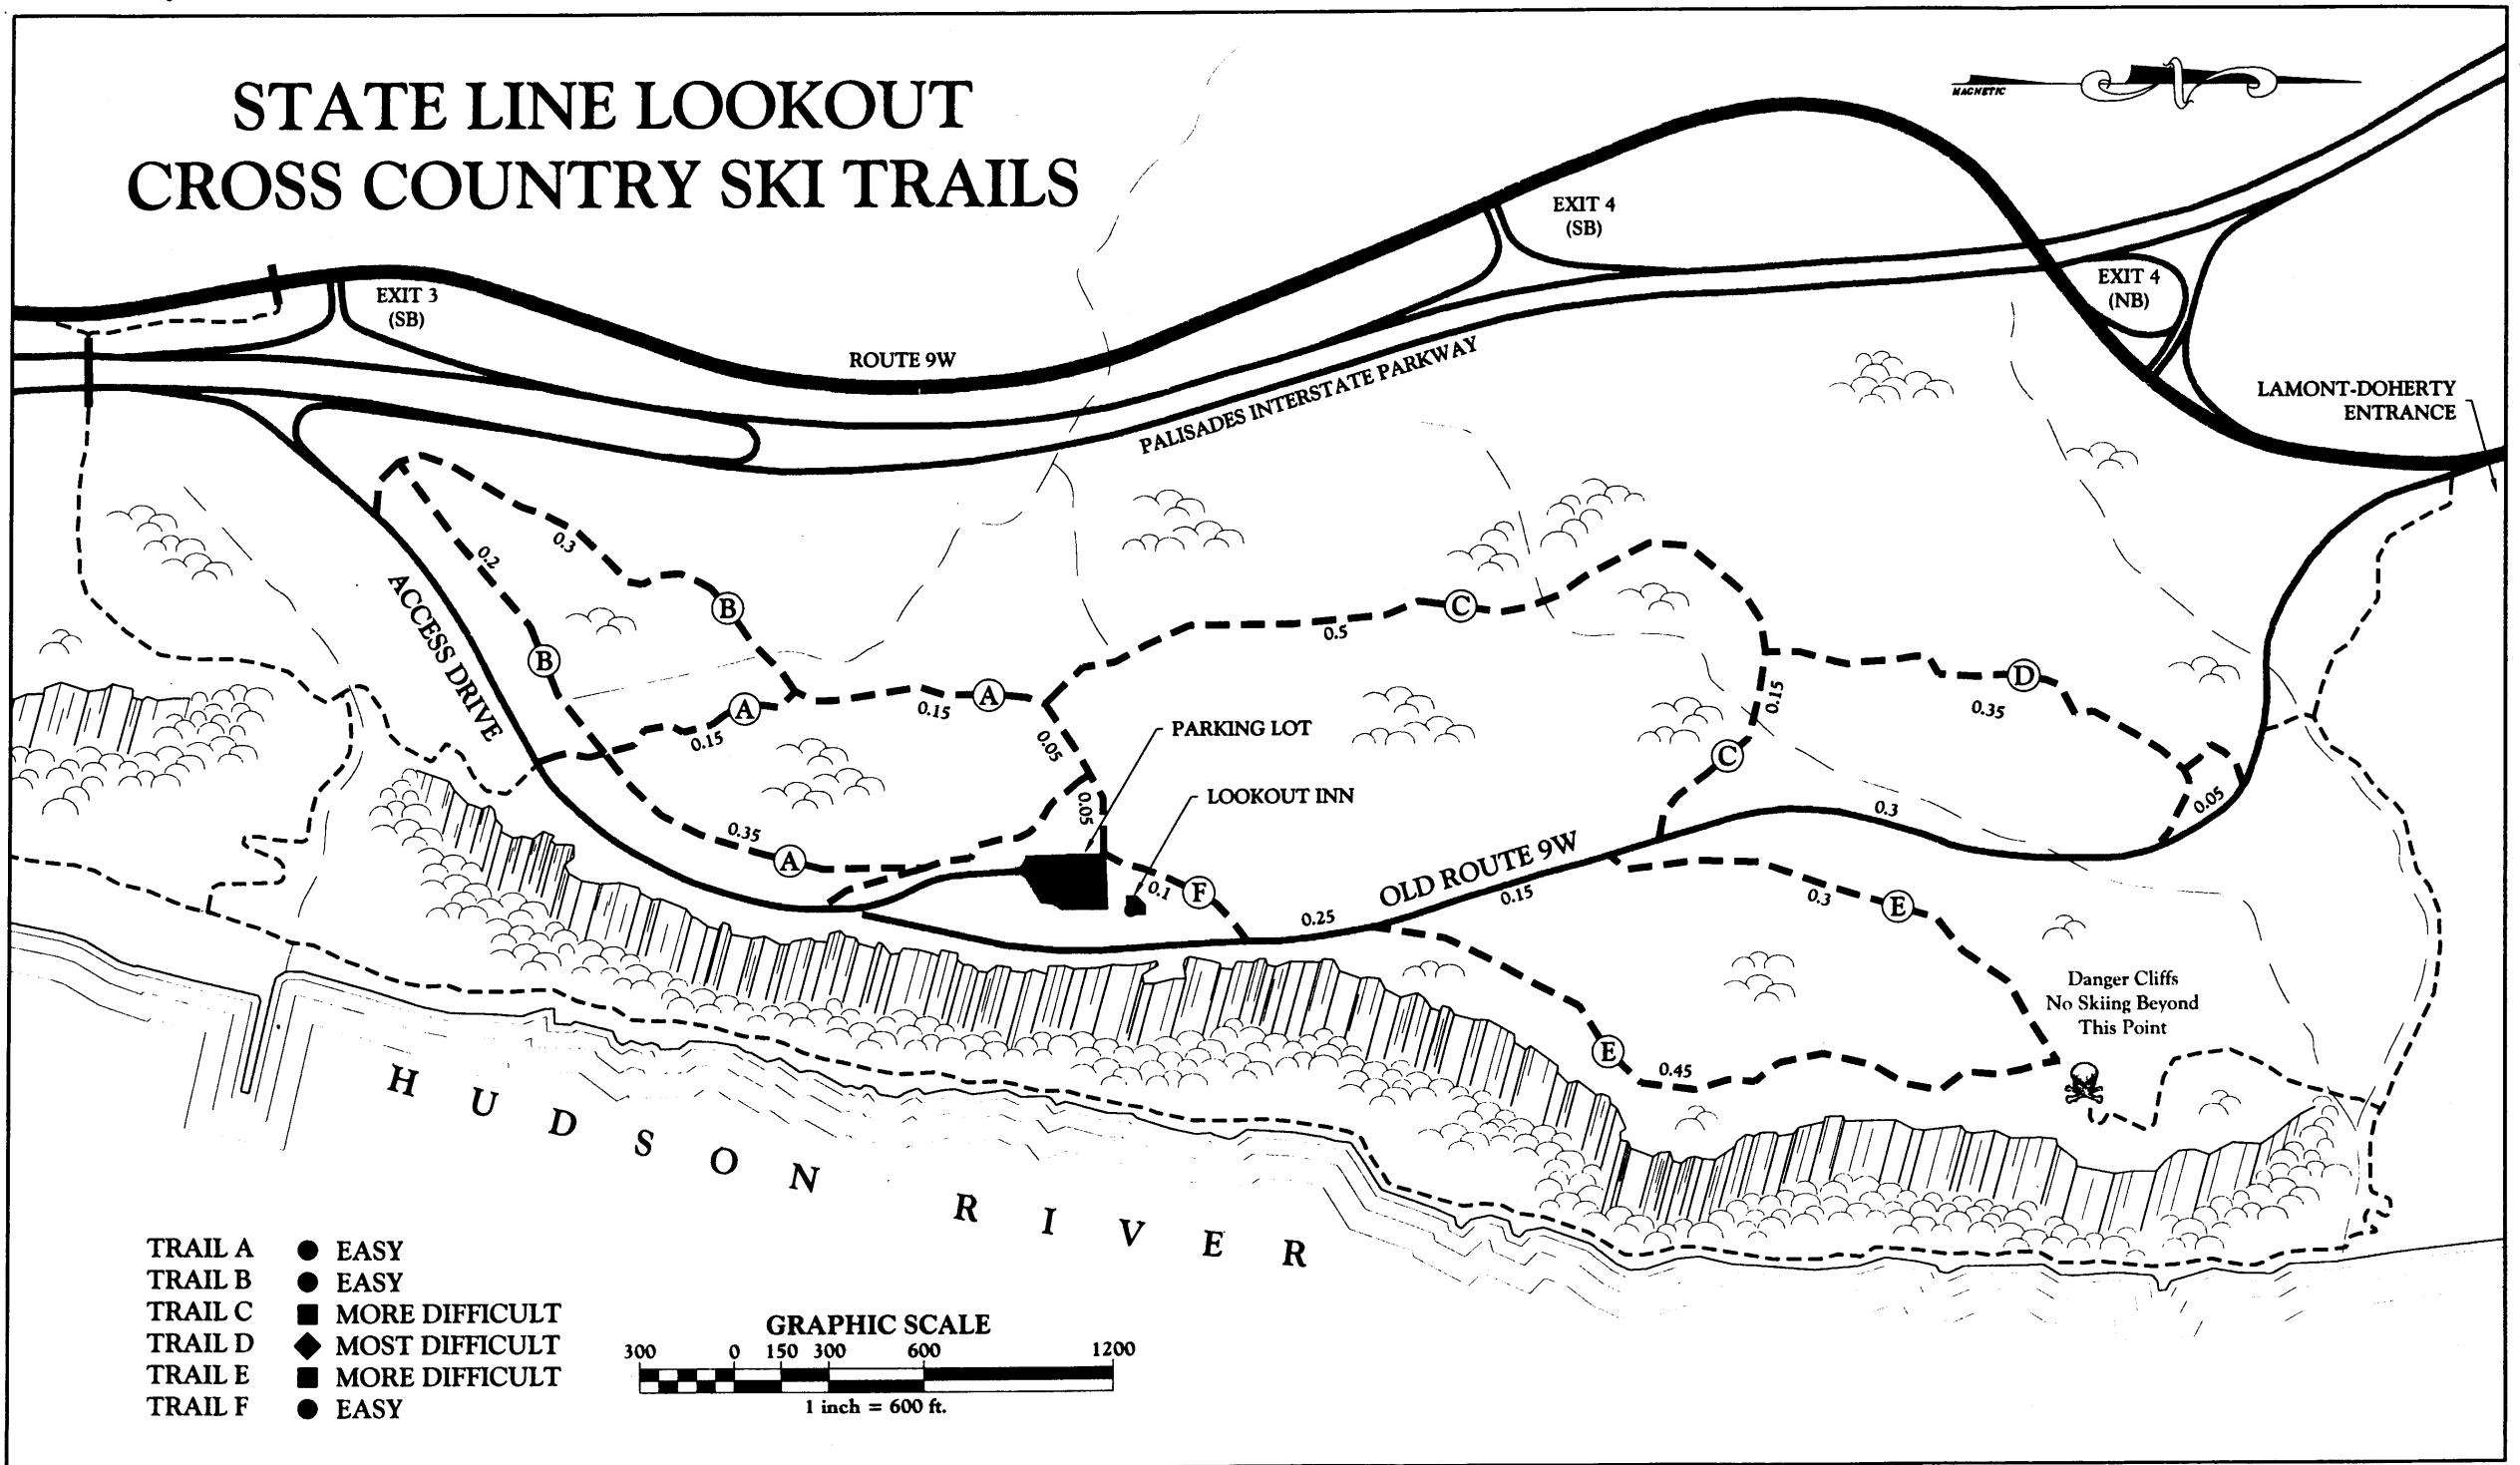 STATE LINE LOOKOUT
CROSS COUNTRY SKI TRAILS
MAGNETIC
N
EXIT 4
(SB)
EXIT 3
(SB)
EXIT 4
(NB)
ROUTE 9W
PALISADES INTERSTATE PARKWAY
LAMONT-DOHERTY
ENTRANCE
ACCESS DRIVE
0.2
0.3
B
B
C
0.5
A
0.15
A
0.15
0.05
D
0.35
0.15
C
PARKING LOT
LOOKOUT INN
0.05
0.05
0.35
A
0.3
OLD ROUTE 9W
0.1
F
0.25
0.15
0.3
E
Danger Cliffs
No Skiing Beyond
This Point
E
0.45
HUDSON RIVER
TRAIL A EASY
TRAIL B EASY
TRAIL C MORE DIFFICULT
TRAIL D MOST DIFFICULT
TRAIL E MORE DIFFICULT
TRAIL F EASY
GRAPHIC SCALE
300 0 150 300 600 1200
1 inch = 600 ft.